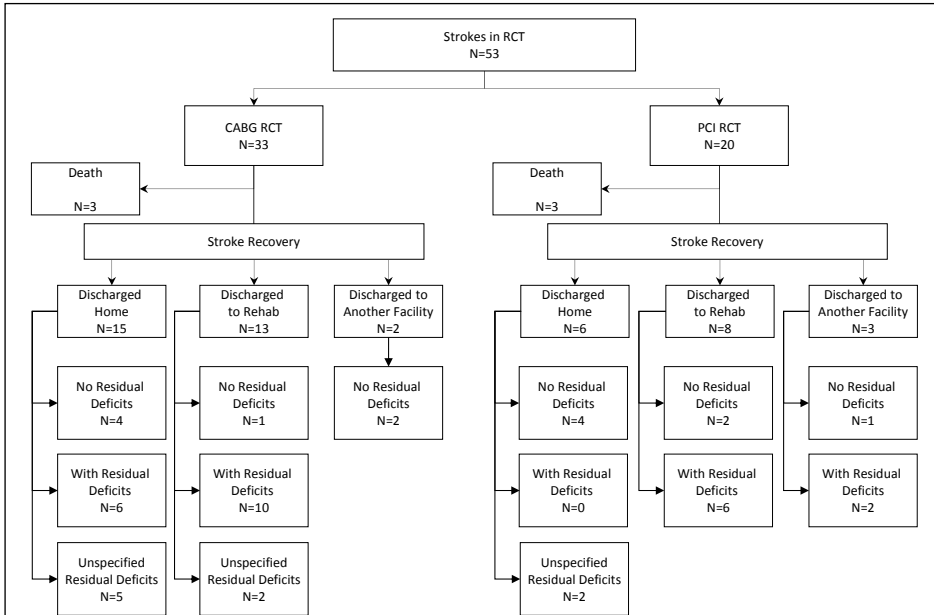 Strokes in RCT
N=53
CABG RCT
N=33
PCI RCT
N=20
Death
N=3
Death
N=3
Stroke Recovery
Stroke Recovery
Discharged
Home
N=15
Discharged
to Rehab
N=13
Discharged to
Another Facility
N=2
Discharged
Home
N=6
Discharged
to Rehab
N=8
Discharged to
Another Facility
N=3
No Residual
Deficits
N=4
No Residual
Deficits
N=1
No Residual
Deficits
N=2
No Residual
Deficits
N=4
No Residual
Deficits
N=2
No Residual
Deficits
N=1
With Residual
Deficits
N=6
With Residual
Deficits
N=10
With Residual
Deficits
N=0
With Residual
Deficits
N=6
With Residual
Deficits
N=2
Unspecified
Residual Deficits
N=5
Unspecified
Residual Deficits
N=2
Unspecified
Residual Deficits
N=2